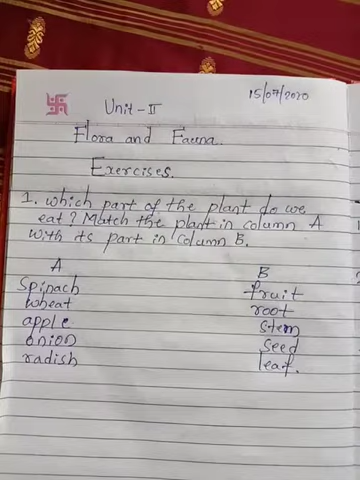 15/07/2020
Unit - II
Flora and Fauna.
Exercises.
1. which part of the plant do we
eat? Match the plant in column A
with its part in column B.
A B
Spinach fruit
wheat root
apple stem
onion seed
radish leaf.